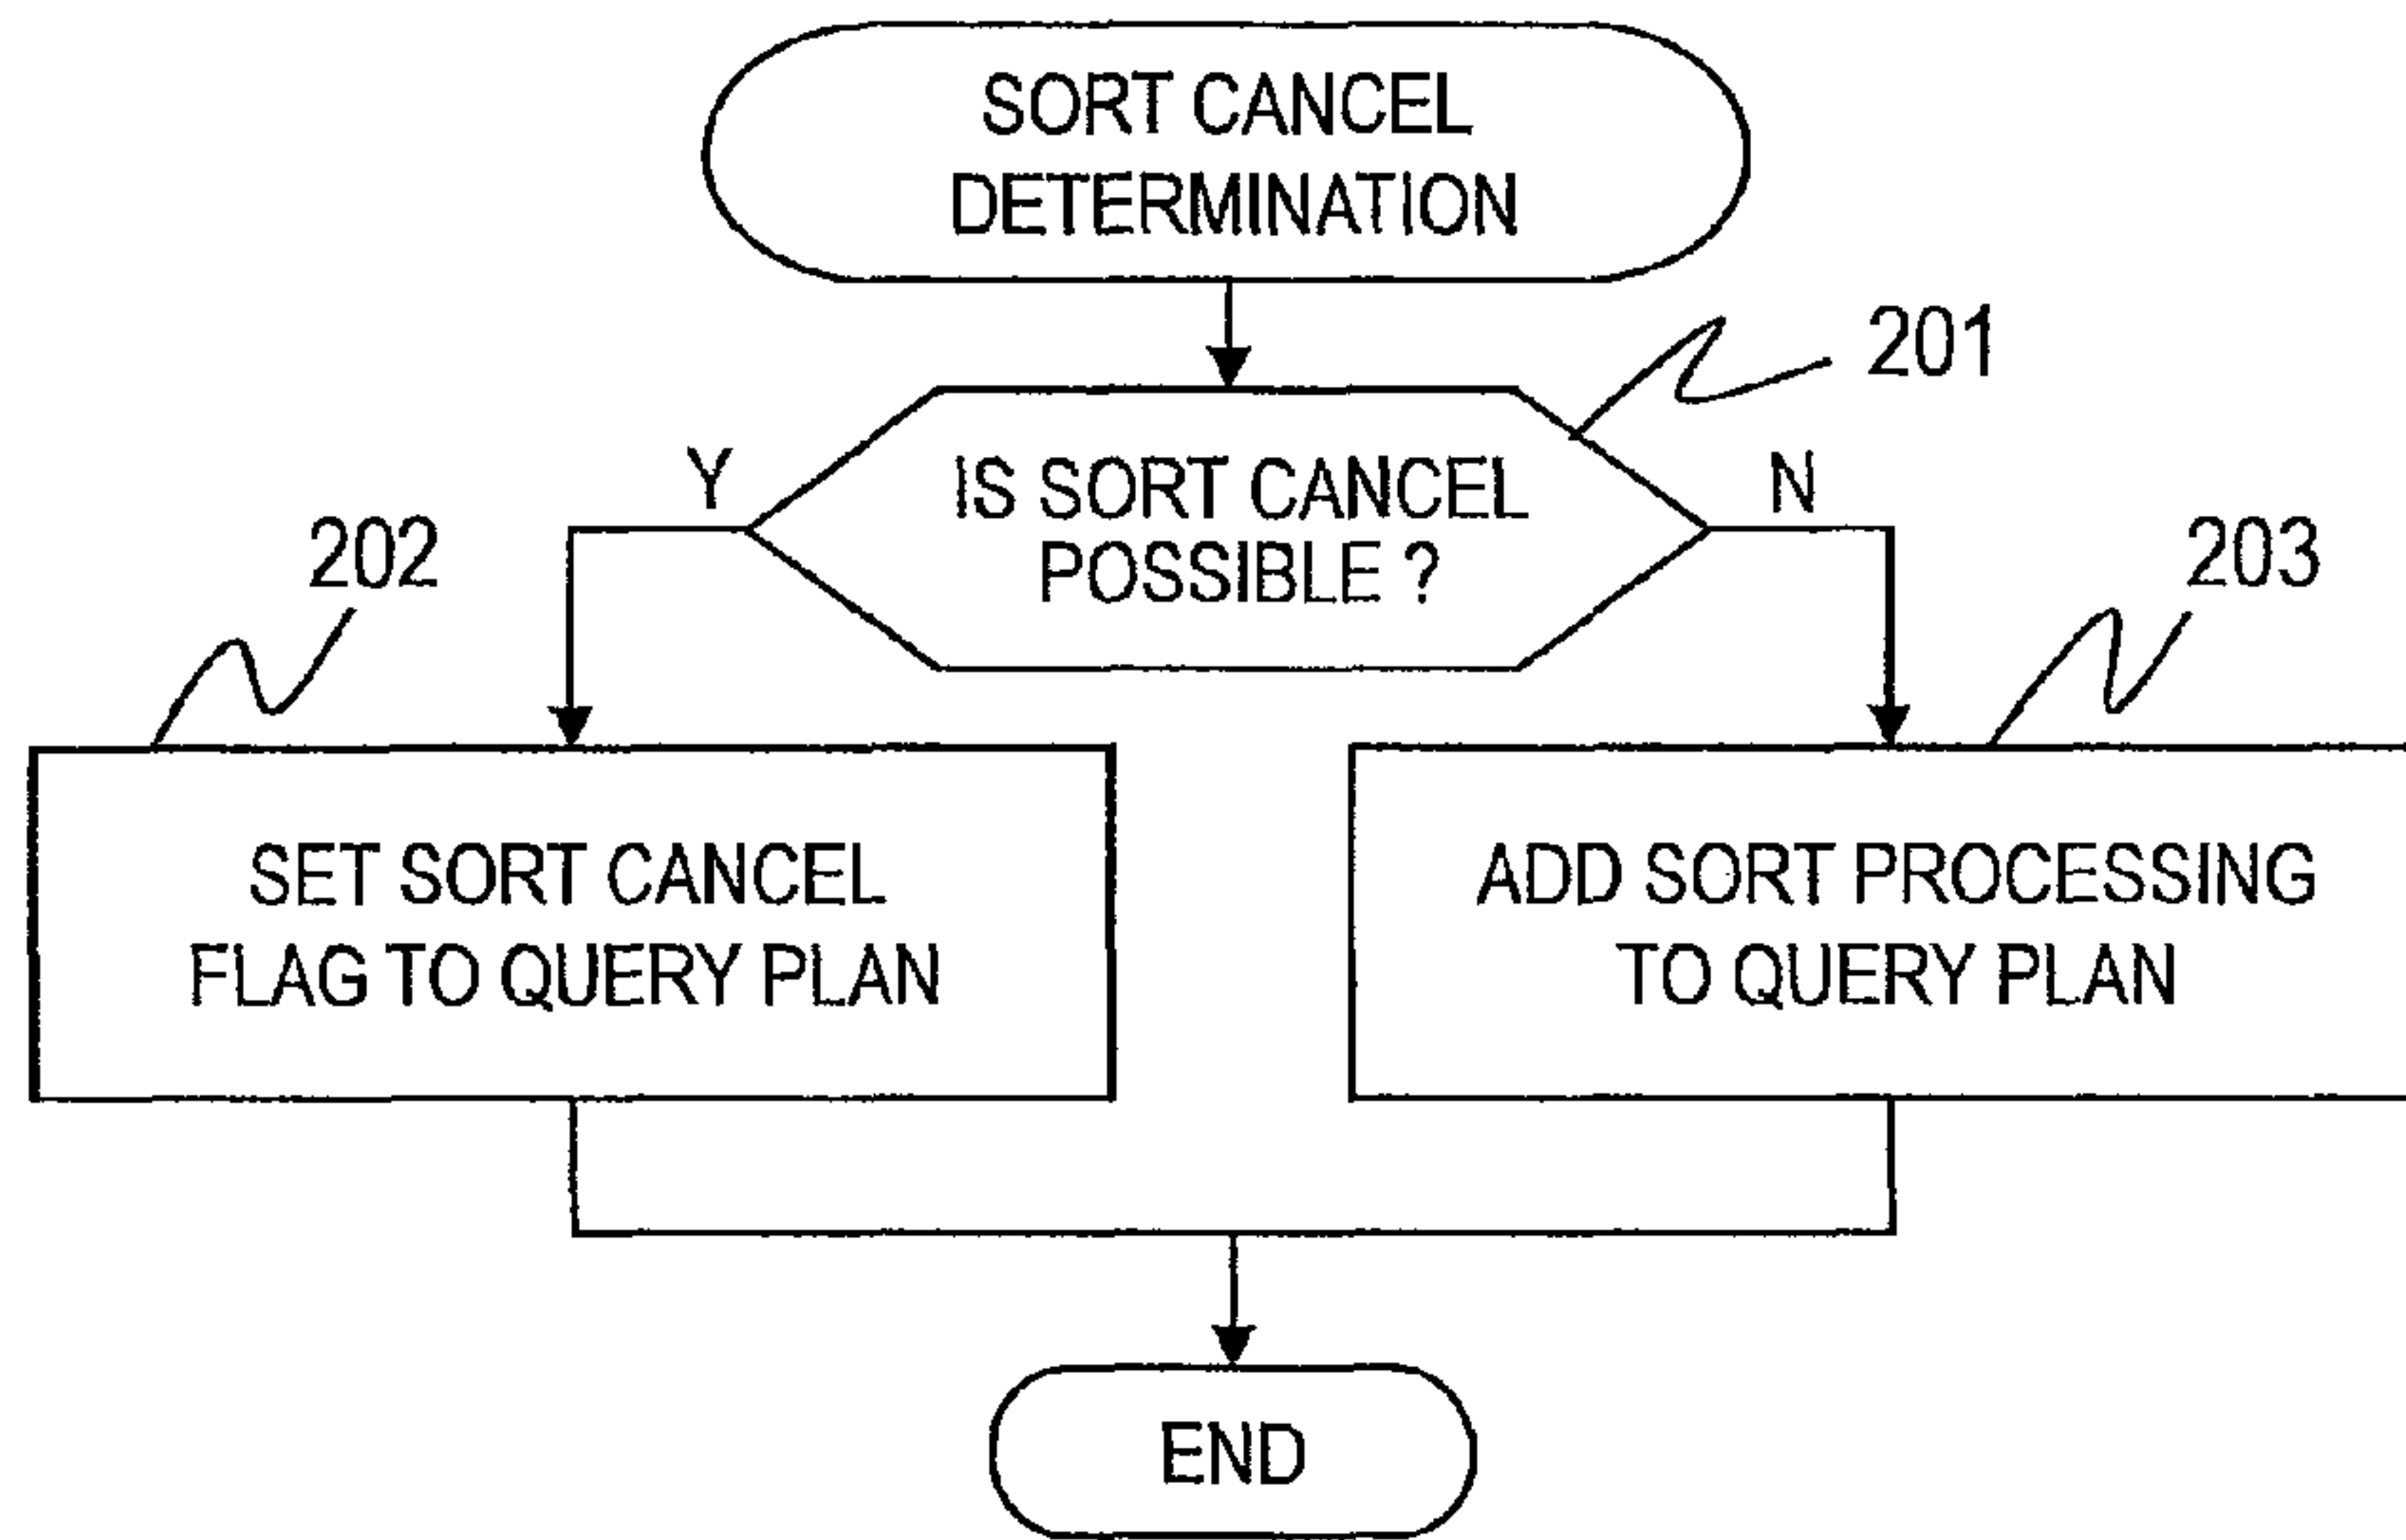 SORT CANCEL
DETERMINATION
201
Y
IS SORT CANCEL
POSSIBLE ?
N
202
203
SET SORT CANCEL
FLAG TO QUERY PLAN
ADD SORT PROCESSING
TO QUERY PLAN
END